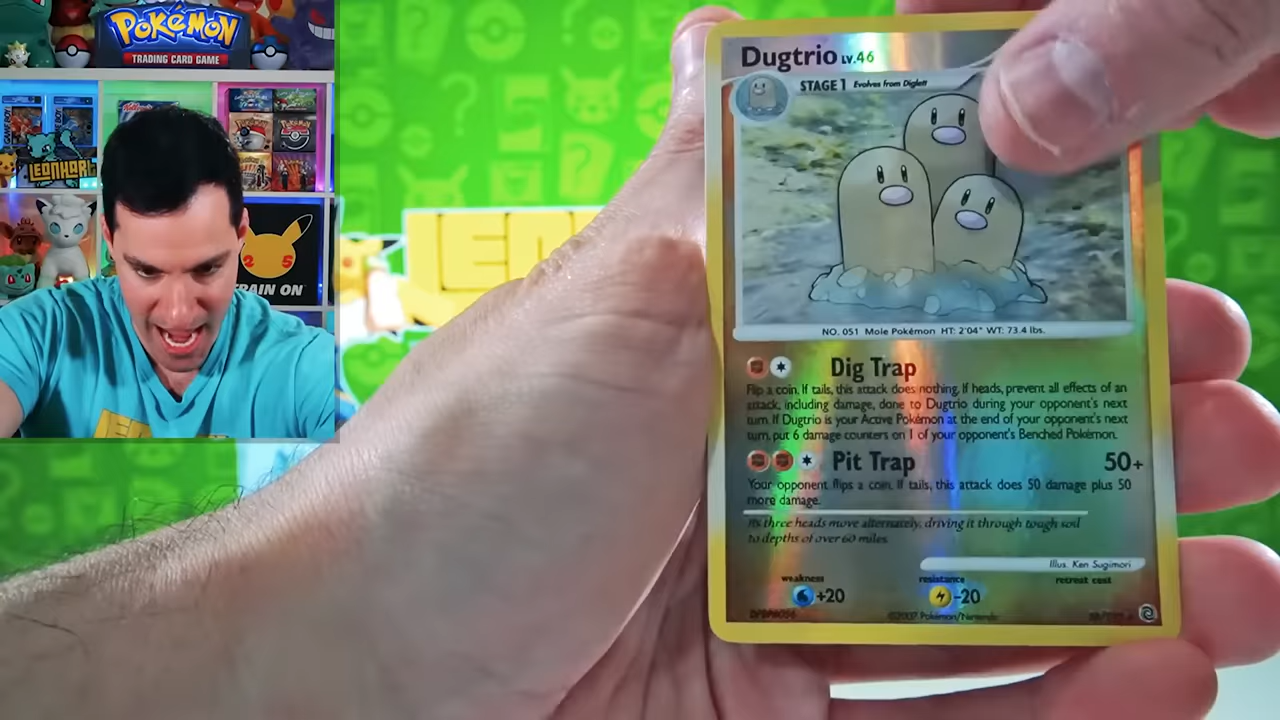 POKÉMON
TRADING CARD GAME
LEONHART
25
TRAIN ON
LEO
Dugtrio LV.46
STAGE 1 Evolves from Diglett
NO. 051 Mole Pokémon HT: 2'04" WT: 73.4 lbs.
Dig Trap
Flip a coin. If tails, this attack does nothing. If heads, prevent all effects of an
attack, including damage, done to Dugtrio during your opponent's next
turn. If Dugtrio is your Active Pokémon at the end of your opponent's next
turn, put 6 damage counters on 1 of your opponent's Benched Pokémon.
Pit Trap 50+
Your opponent flips a coin. If tails, this attack does 50 damage plus 50
more damage.
Its three heads move alternately, driving it through tough soil
to depths of over 60 miles.
Illus. Ken Sugimori
weakness resistance retreat cost
+20 -20
©2007 Pokémon/Nintendo